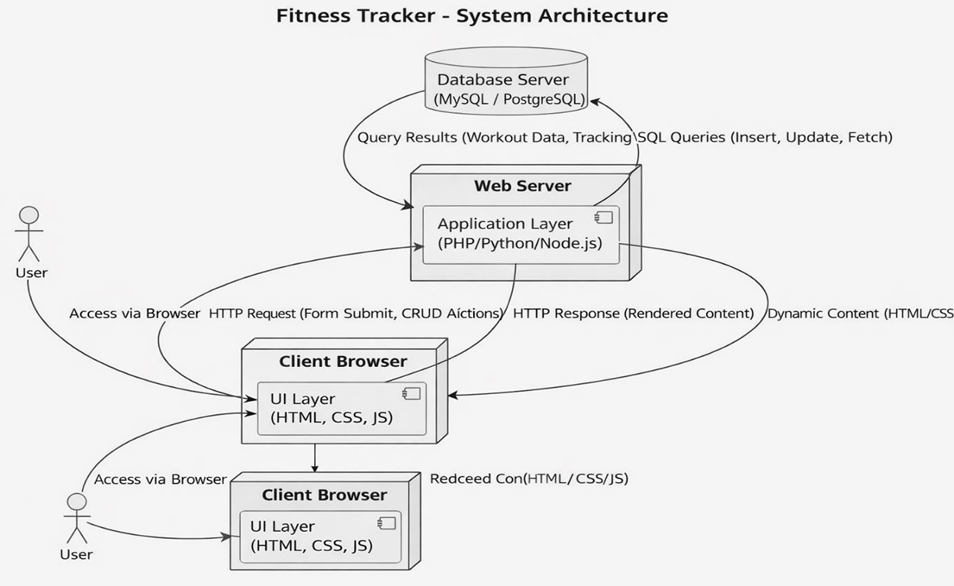 Fitness Tracker - System Architecture
Database Server
(MySQL / PostgreSQL)
Query Results (Workout Data, Tracking SQL Queries (Insert, Update, Fetch)
Web Server
Application Layer
(PHP/Python/Node.js)
User
Access via Browser
HTTP Request (Form Submit, CRUD Aíctions)
HTTP Response (Rendered Content)
Dynamic Content (HTML/CSS
Client Browser
UI Layer
(HTML, CSS, JS)
Access via Browser
Redceed Con(HTML/CSS/JS)
Client Browser
UI Layer
(HTML, CSS, JS)
User